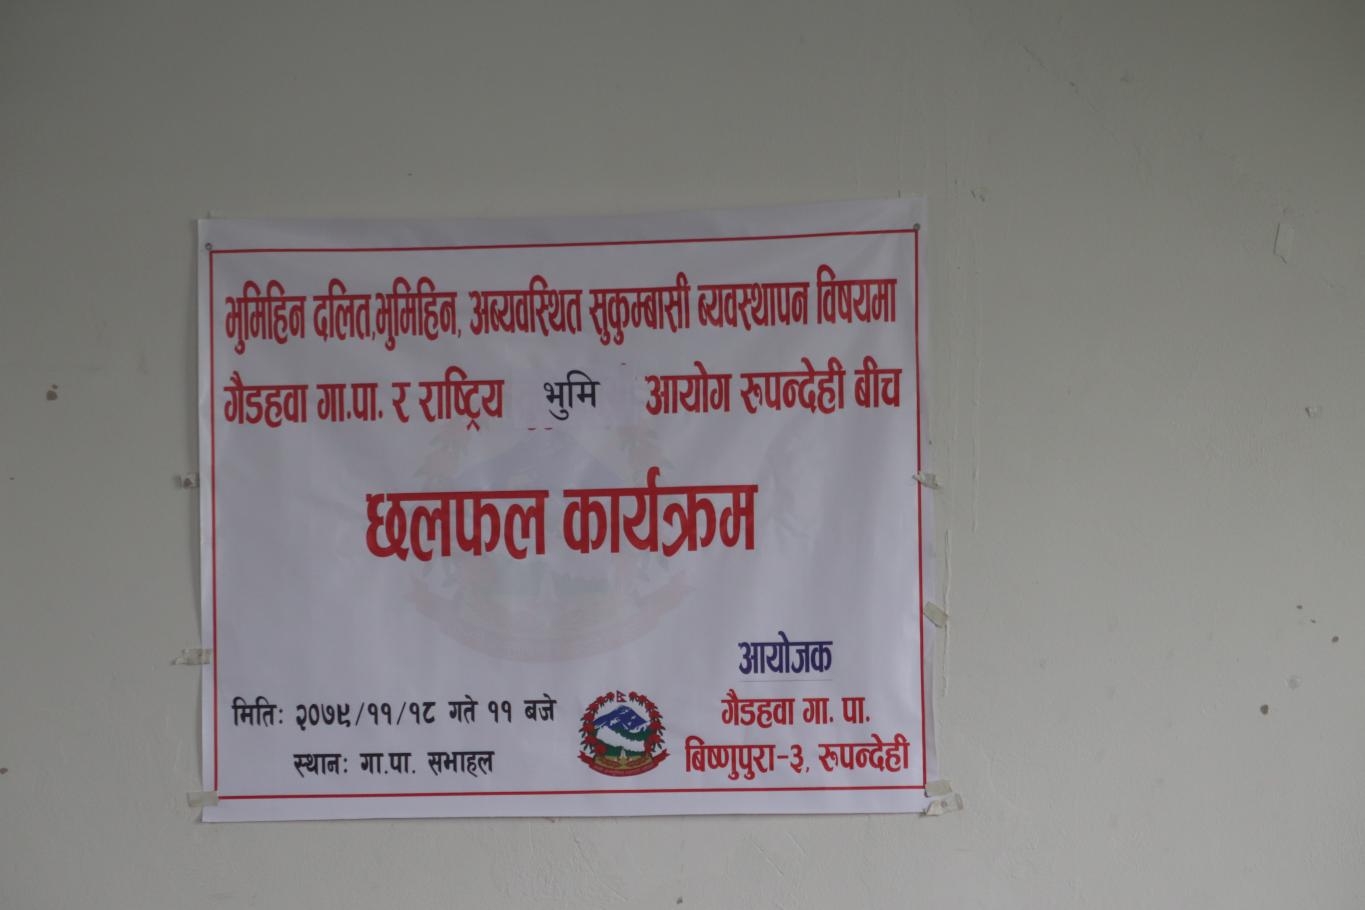 भुमिहिन दलित,भुमिहिन, अब्यवस्थित सुकुम्बासी ब्यवस्थापन विषयमा
गैडहवा गा.पा. र राष्ट्रिय भुमि आयोग रूपन्देही बीच
छलफल कार्यक्रम
आयोजक
मितिः २०७९/११/१८ गते ११ बजे
गैडहवा गा. पा.
स्थानः गा.पा. सभाहल
बिष्णुपुरा-३, रूपन्देही